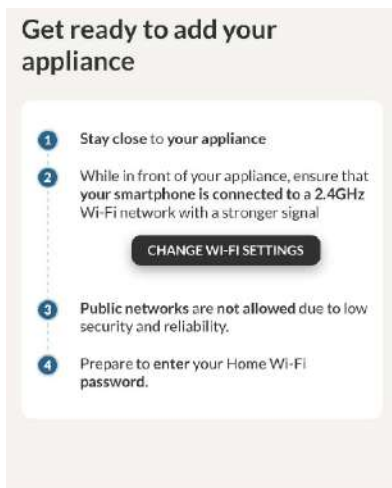 Get ready to add your
appliance
1 Stay close to your appliance
2 While in front of your appliance, ensure that
your smartphone is connected to a 2.4GHz
Wi-Fi network with a stronger signal
CHANGE WI-FI SETTINGS
3 Public networks are not allowed due to low
security and reliability.
4 Prepare to enter your Home Wi-Fi
password.